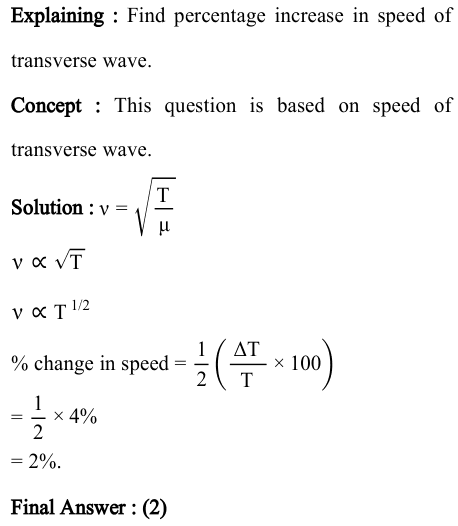 Explaining : Find percentage increase in speed of
transverse wave.
Concept : This question is based on speed of
transverse wave.
Solution : ν = √(T/μ)
ν ∝ √T
ν ∝ T^1/2
% change in speed = 1/2 (ΔT/T × 100)
= 1/2 × 4%
= 2%.
Final Answer : (2)